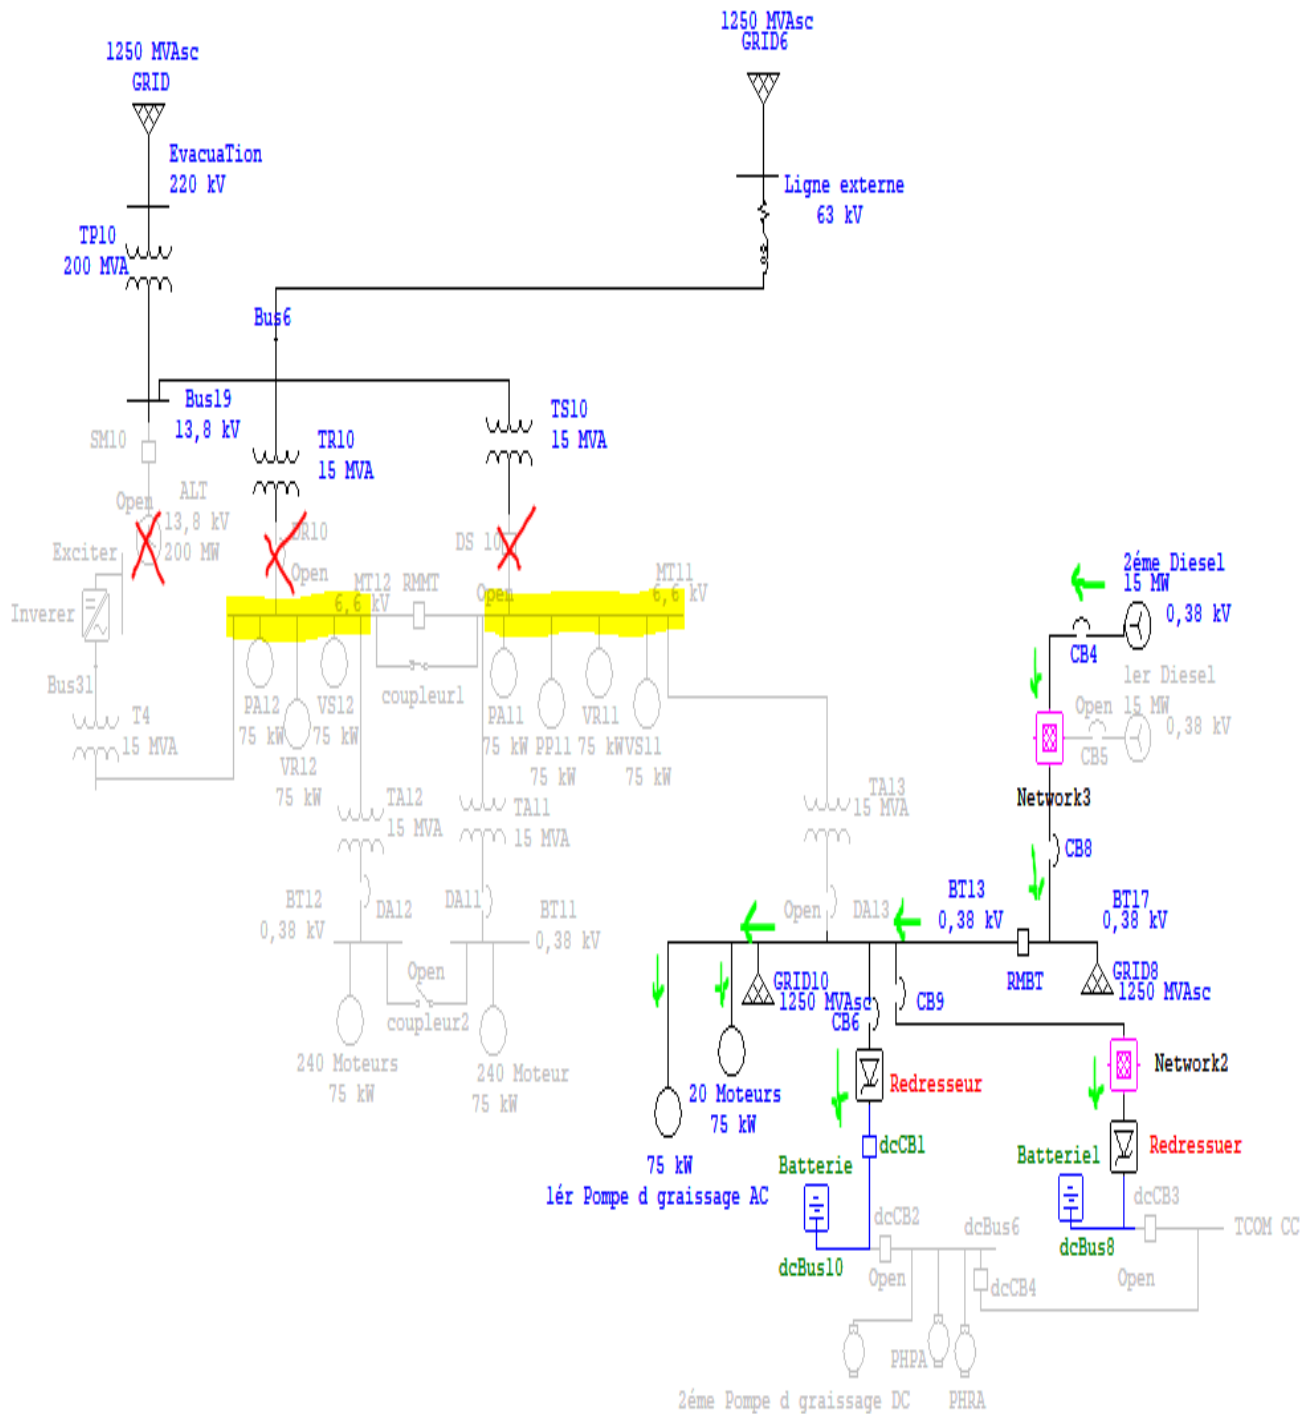 1250 MVAsc
GRID
1250 MVAsc
GRID6
EvacuaTion
220 kV
Ligne externe
63 kV
TP10
200 MVA
Bus6
Bus19
13,8 kV
SM10
TR10
15 MVA
TS10
15 MVA
Open
ALT
13,8 kV
200 MW
Exciter
DR10
Open
DS 10
Open
Inverer
MT12
6,6 kV
RMMT
MT11
6,6 kV
2éme Diesel
15 MW
0,38 kV
CB4
1er Diesel
15 MW
0,38 kV
Open
CB5
Bus31
T4
15 MVA
PA12
75 kW
VR12
75 kW
VS12
75 kW
coupleur1
PA11
75 kW
PP11
75 kW
VR11
75 kW
VS11
75 kW
Network3
TA12
15 MVA
TA11
15 MVA
TA13
15 MVA
CB8
BT12
0,38 kV
DA12
DA11
BT11
0,38 kV
Open
DA13
BT13
0,38 kV
BT17
0,38 kV
Open
coupleur2
GRID10
1250 MVAsc
CB6
CB9
RMBT
GRID8
1250 MVAsc
240 Moteurs
75 kW
240 Moteur
75 kW
20 Moteurs
75 kW
Redresseur
Network2
75 kW
1ér Pompe d graissage AC
dcCB1
Batterie
Batterie1
Redressuer
dcCB3
TCOM CC
dcCB2
dcBus6
dcBus10
Open
dcBus8
Open
dcCB4
PHPA
2éme Pompe d graissage DC
PHRA